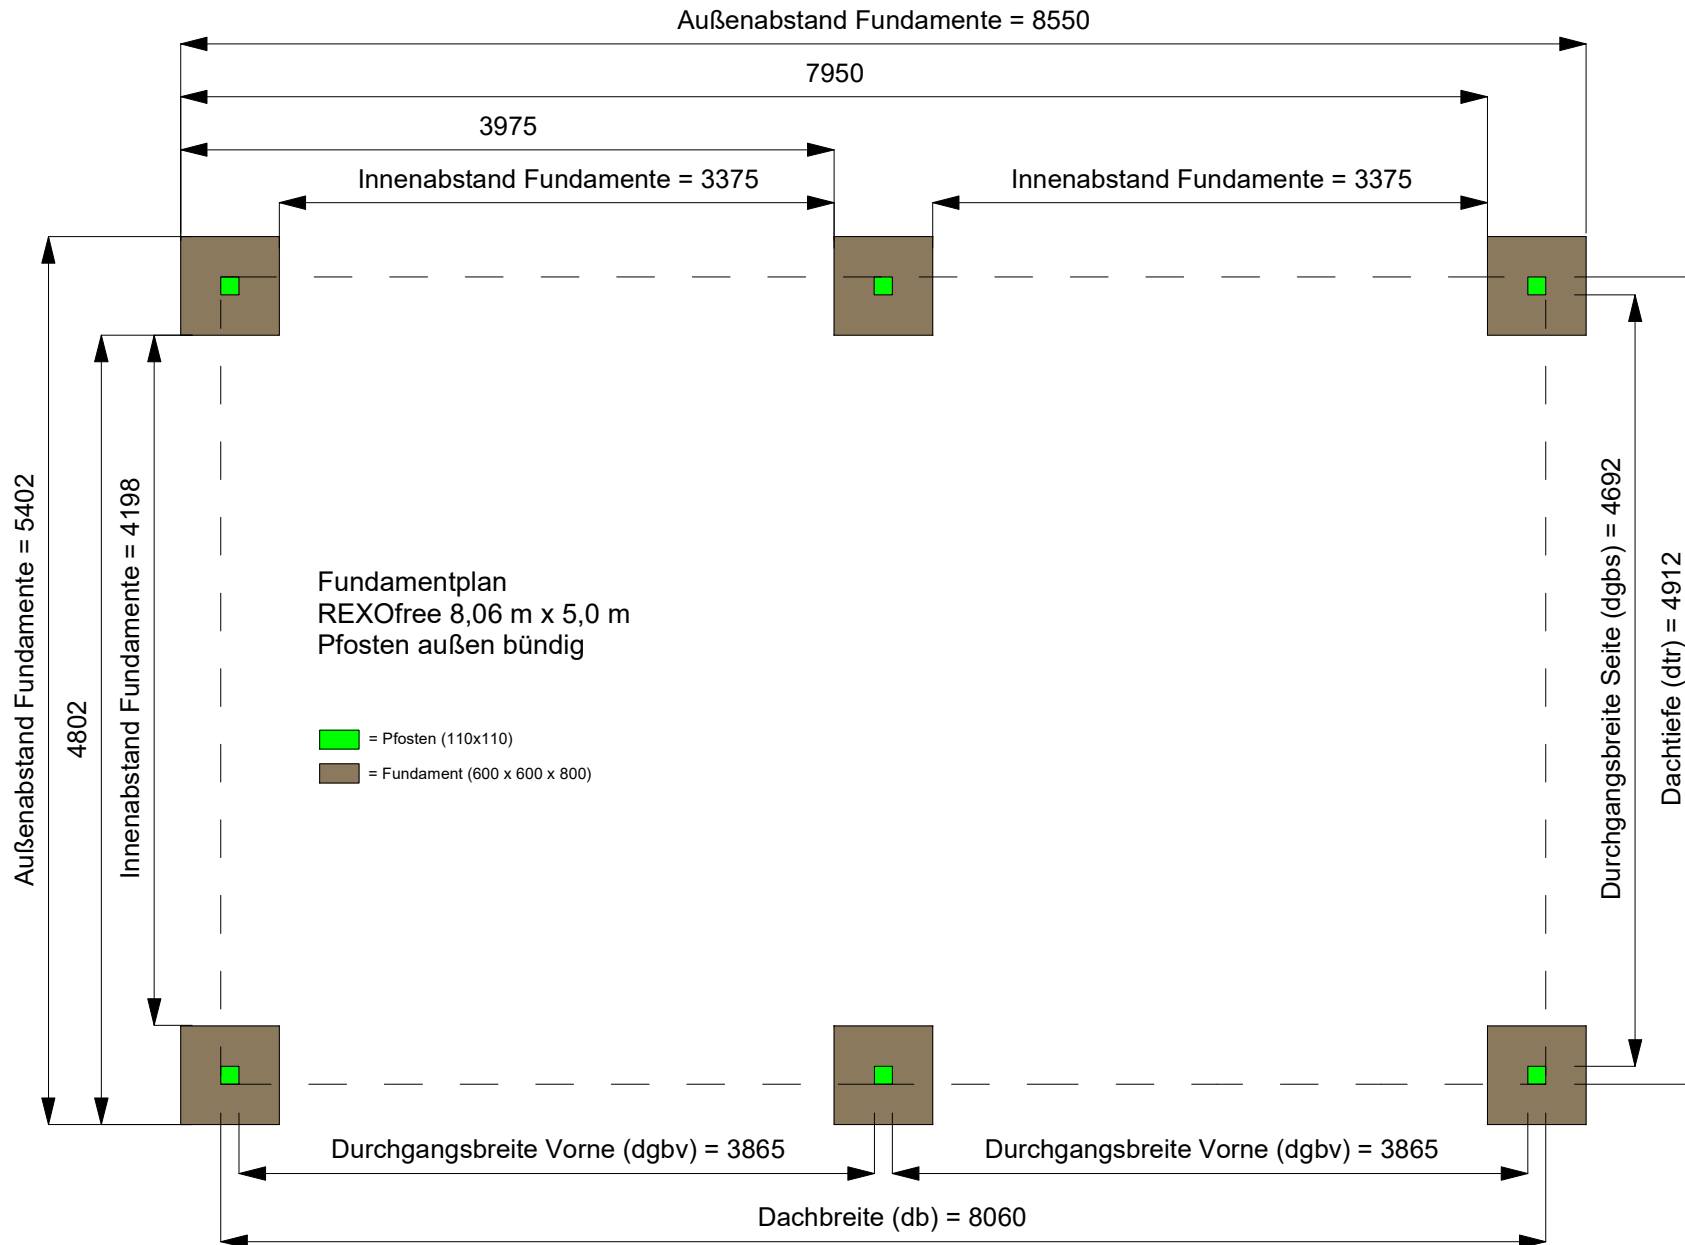 Außenabstand Fundamente = 8550
7950
3975
Innenabstand Fundamente = 3375
Innenabstand Fundamente = 3375
Außenabstand Fundamente = 5402
4802
Innenabstand Fundamente = 4198
Fundamentplan
REXOfree 8,06 m x 5,0 m
Pfosten außen bündig
= Pfosten (110x110)
= Fundament (600 x 600 x 800)
Durchgangsbreite Seite (dgbs) = 4692
Dachtiefe (dtr) = 4912
Durchgangsbreite Vorne (dgbv) = 3865
Durchgangsbreite Vorne (dgbv) = 3865
Dachbreite (db) = 8060